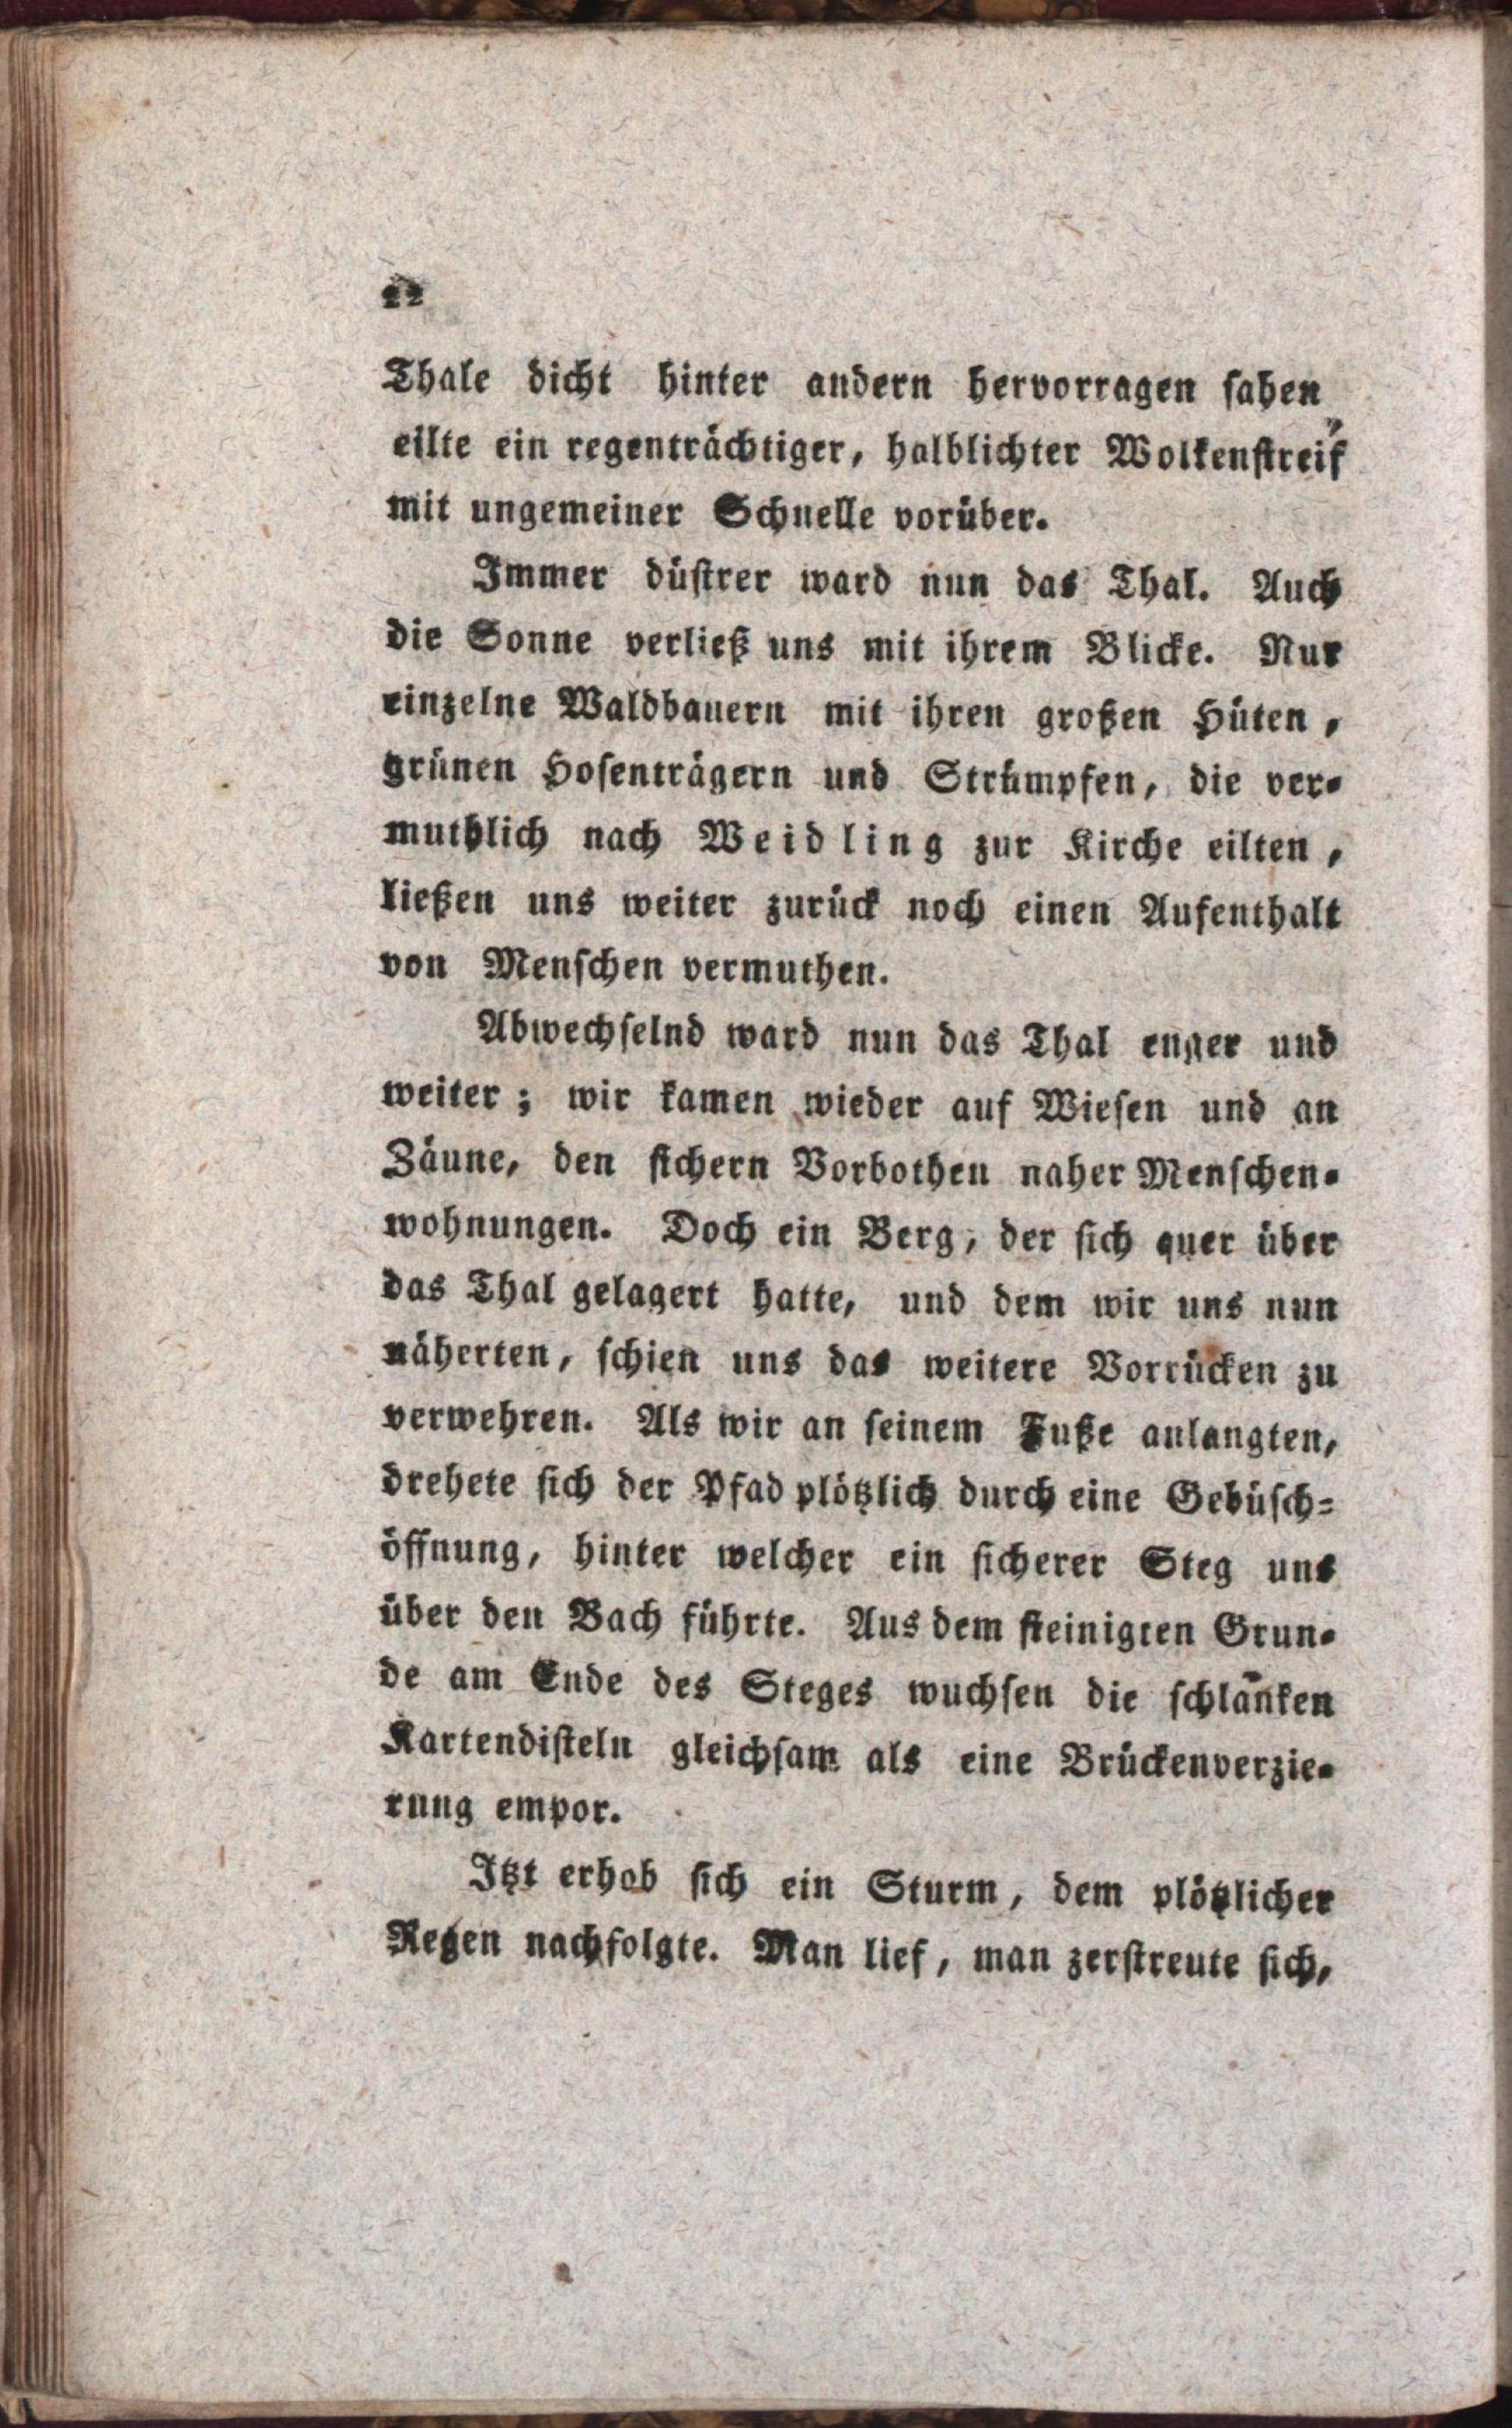 22
Thale dicht hinter andern hervorragen sahen,
eilte ein regenträchtiger, halblichter Wolkenstreif
mit ungemeiner Schnelle vorüber.
Immer düstrer ward nun das Thal. Auch
die Sonne verließ uns mit ihrem Blicke. Nur
einzelne Waldbauern mit ihren großen Hüten,
grünen Hosenträgern und Strümpfen, die ver-
muthlich nach Weidling zur Kirche eilten,
ließen uns weiter zurück noch einen Aufenthalt
von Menschen vermuthen.
Abwechselnd ward nun das Thal enger und
weiter; wir kamen wieder auf Wiesen und an
Zäune, den sichern Vorbothen naher Menschen-
wohnungen. Doch ein Berg, der sich quer über
das Thal gelagert hatte, und dem wir uns nun
näherten, schien uns das weitere Vorrücken zu
verwehren. Als wir an seinem Fuße anlangten,
drehete sich der Pfad plötzlich durch eine Gebüsch-
öffnung, hinter welcher ein sicherer Steg uns
über den Bach führte. Aus dem steinigten Grun-
de am Ende des Steges wuchsen die schlanken
Kartendisteln gleichsam als eine Brückenverzie-
rung empor.
Itzt erhob sich ein Sturm, dem plötzlicher
Regen nachfolgte. Man lief, man zerstreute sich,